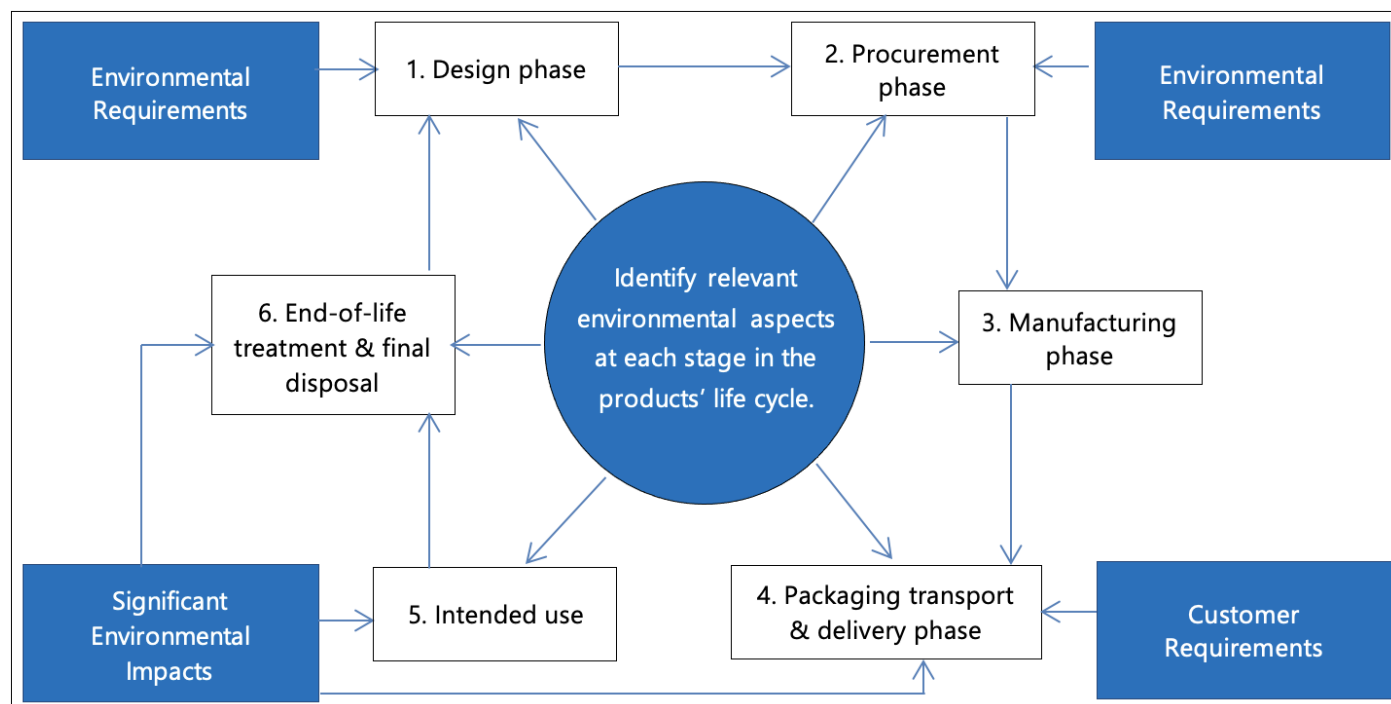 Environmental
Requirements
1. Design phase
2. Procurement
phase
Environmental
Requirements
Identify relevant
environmental aspects
at each stage in the
products’ life cycle.
6. End-of-life
treatment & final
disposal
3. Manufacturing
phase
Significant
Environmental
Impacts
5. Intended use
4. Packaging transport
& delivery phase
Customer
Requirements